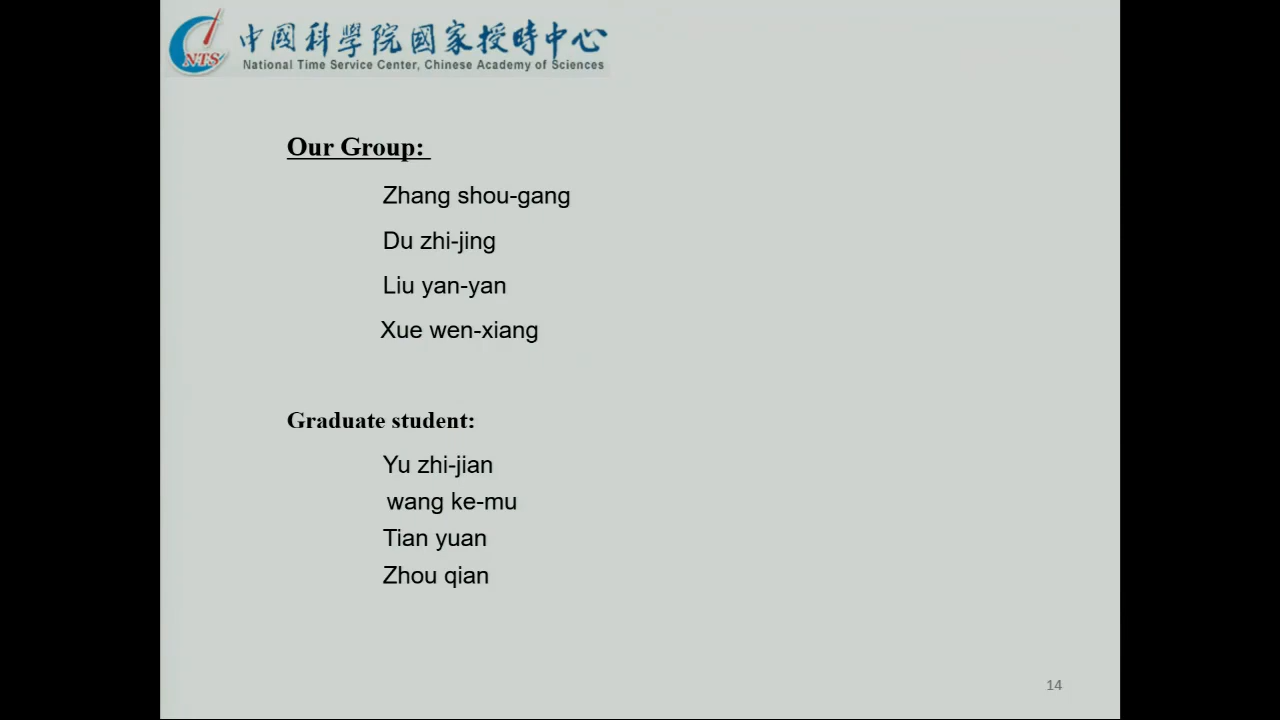 中國科學院國家授時中心
NTS
National Time Service Center, Chinese Academy of Sciences
Our Group:
Zhang shou-gang
Du zhi-jing
Liu yan-yan
Xue wen-xiang
Graduate student:
Yu zhi-jian
wang ke-mu
Tian yuan
Zhou qian
14